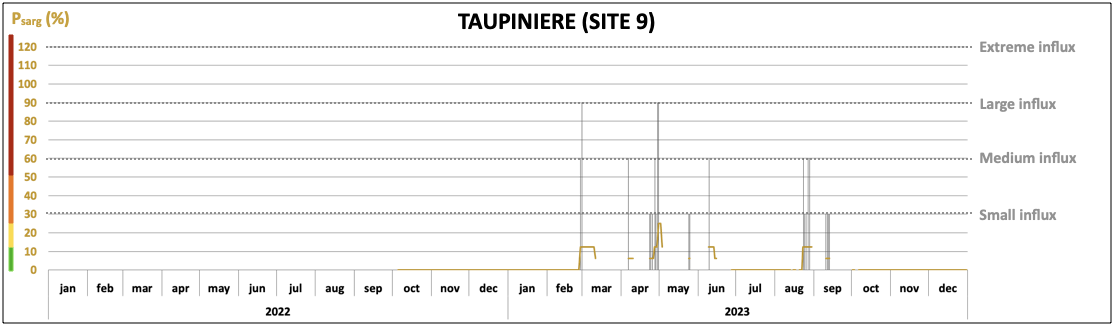 TAUPINIERE (SITE 9)
Psarg (%)
120
110
100
90
80
70
60
50
40
30
20
10
0
Extreme influx
Large influx
Medium influx
Small influx
jan feb mar apr may jun jul aug sep oct nov dec jan feb mar apr may jun jul aug sep oct nov dec
2022 2023